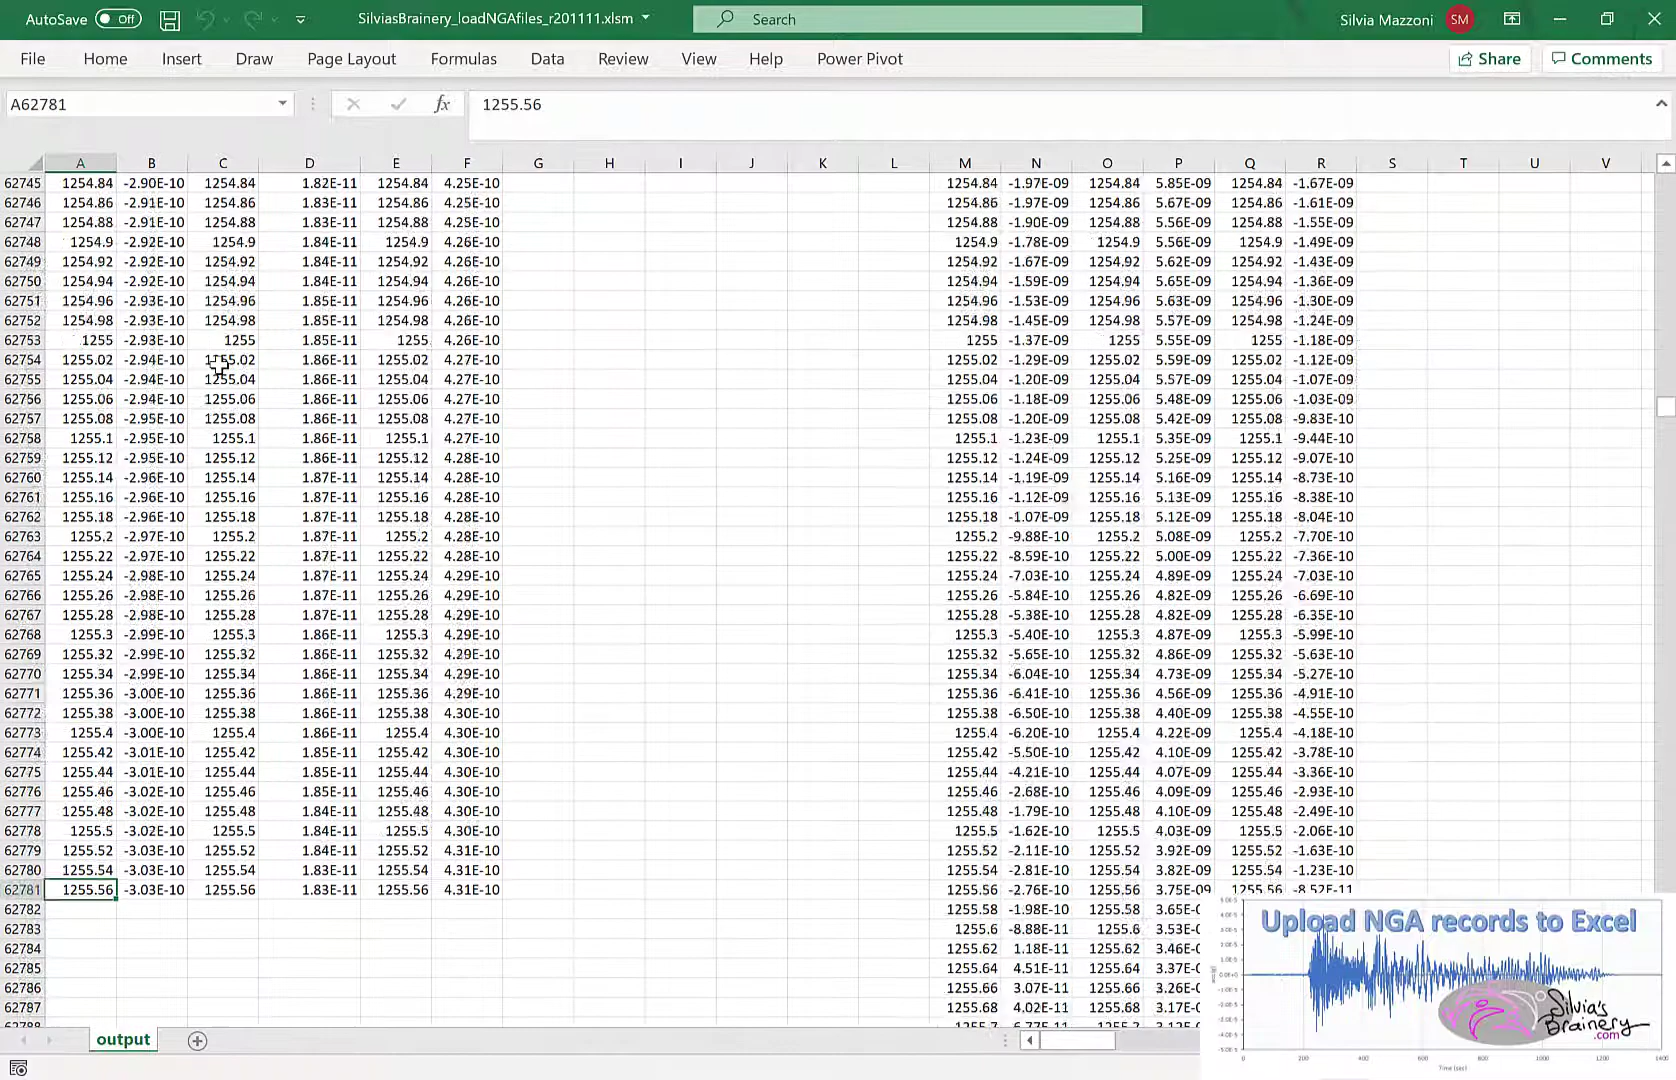 AutoSave Off SilviasBrainery_loadNGAfiles_r201111.xlsm Search Silvia Mazzoni SM
File Home Insert Draw Page Layout Formulas Data Review View Help Power Pivot Share Comments
A62781 fx 1255.56
A B C D E F G H I J K L M N O P Q R S T U V
62745 1254.84 -2.90E-10 1254.84 1.82E-11 1254.84 4.25E-10 1254.84 -1.97E-09 1254.84 5.85E-09 1254.84 -1.67E-09
62746 1254.86 -2.91E-10 1254.86 1.83E-11 1254.86 4.25E-10 1254.86 -1.97E-09 1254.86 5.67E-09 1254.86 -1.61E-09
62747 1254.88 -2.91E-10 1254.88 1.83E-11 1254.88 4.25E-10 1254.88 -1.90E-09 1254.88 5.56E-09 1254.88 -1.55E-09
62748 1254.9 -2.92E-10 1254.9 1.84E-11 1254.9 4.26E-10 1254.9 -1.78E-09 1254.9 5.56E-09 1254.9 -1.49E-09
62749 1254.92 -2.92E-10 1254.92 1.84E-11 1254.92 4.26E-10 1254.92 -1.67E-09 1254.92 5.62E-09 1254.92 -1.43E-09
62750 1254.94 -2.92E-10 1254.94 1.84E-11 1254.94 4.26E-10 1254.94 -1.59E-09 1254.94 5.65E-09 1254.94 -1.36E-09
62751 1254.96 -2.93E-10 1254.96 1.85E-11 1254.96 4.26E-10 1254.96 -1.53E-09 1254.96 5.63E-09 1254.96 -1.30E-09
62752 1254.98 -2.93E-10 1254.98 1.85E-11 1254.98 4.26E-10 1254.98 -1.45E-09 1254.98 5.57E-09 1254.98 -1.24E-09
62753 1255 -2.93E-10 1255 1.85E-11 1255 4.26E-10 1255 -1.37E-09 1255 5.55E-09 1255 -1.18E-09
62754 1255.02 -2.94E-10 1255.02 1.86E-11 1255.02 4.27E-10 1255.02 -1.29E-09 1255.02 5.59E-09 1255.02 -1.12E-09
62755 1255.04 -2.94E-10 1255.04 1.86E-11 1255.04 4.27E-10 1255.04 -1.20E-09 1255.04 5.57E-09 1255.04 -1.07E-09
62756 1255.06 -2.94E-10 1255.06 1.86E-11 1255.06 4.27E-10 1255.06 -1.18E-09 1255.06 5.48E-09 1255.06 -1.03E-09
62757 1255.08 -2.95E-10 1255.08 1.86E-11 1255.08 4.27E-10 1255.08 -1.20E-09 1255.08 5.42E-09 1255.08 -9.83E-10
62758 1255.1 -2.95E-10 1255.1 1.86E-11 1255.1 4.27E-10 1255.1 -1.23E-09 1255.1 5.35E-09 1255.1 -9.44E-10
62759 1255.12 -2.95E-10 1255.12 1.86E-11 1255.12 4.28E-10 1255.12 -1.24E-09 1255.12 5.25E-09 1255.12 -9.07E-10
62760 1255.14 -2.96E-10 1255.14 1.87E-11 1255.14 4.28E-10 1255.14 -1.19E-09 1255.14 5.16E-09 1255.14 -8.73E-10
62761 1255.16 -2.96E-10 1255.16 1.87E-11 1255.16 4.28E-10 1255.16 -1.12E-09 1255.16 5.13E-09 1255.16 -8.38E-10
62762 1255.18 -2.96E-10 1255.18 1.87E-11 1255.18 4.28E-10 1255.18 -1.07E-09 1255.18 5.12E-09 1255.18 -8.04E-10
62763 1255.2 -2.97E-10 1255.2 1.87E-11 1255.2 4.28E-10 1255.2 -9.88E-10 1255.2 5.08E-09 1255.2 -7.70E-10
62764 1255.22 -2.97E-10 1255.22 1.87E-11 1255.22 4.28E-10 1255.22 -8.59E-10 1255.22 5.00E-09 1255.22 -7.36E-10
62765 1255.24 -2.98E-10 1255.24 1.87E-11 1255.24 4.29E-10 1255.24 -7.03E-10 1255.24 4.89E-09 1255.24 -7.03E-10
62766 1255.26 -2.98E-10 1255.26 1.87E-11 1255.26 4.29E-10 1255.26 -5.84E-10 1255.26 4.82E-09 1255.26 -6.69E-10
62767 1255.28 -2.98E-10 1255.28 1.87E-11 1255.28 4.29E-10 1255.28 -5.38E-10 1255.28 4.82E-09 1255.28 -6.35E-10
62768 1255.3 -2.99E-10 1255.3 1.86E-11 1255.3 4.29E-10 1255.3 -5.40E-10 1255.3 4.87E-09 1255.3 -5.99E-10
62769 1255.32 -2.99E-10 1255.32 1.86E-11 1255.32 4.29E-10 1255.32 -5.65E-10 1255.32 4.86E-09 1255.32 -5.63E-10
62770 1255.34 -2.99E-10 1255.34 1.86E-11 1255.34 4.29E-10 1255.34 -6.04E-10 1255.34 4.73E-09 1255.34 -5.27E-10
62771 1255.36 -3.00E-10 1255.36 1.86E-11 1255.36 4.29E-10 1255.36 -6.41E-10 1255.36 4.56E-09 1255.36 -4.91E-10
62772 1255.38 -3.00E-10 1255.38 1.86E-11 1255.38 4.30E-10 1255.38 -6.50E-10 1255.38 4.40E-09 1255.38 -4.55E-10
62773 1255.4 -3.00E-10 1255.4 1.86E-11 1255.4 4.30E-10 1255.4 -6.20E-10 1255.4 4.22E-09 1255.4 -4.18E-10
62774 1255.42 -3.01E-10 1255.42 1.85E-11 1255.42 4.30E-10 1255.42 -5.50E-10 1255.42 4.10E-09 1255.42 -3.78E-10
62775 1255.44 -3.01E-10 1255.44 1.85E-11 1255.44 4.30E-10 1255.44 -4.21E-10 1255.44 4.07E-09 1255.44 -3.36E-10
62776 1255.46 -3.02E-10 1255.46 1.85E-11 1255.46 4.30E-10 1255.46 -2.68E-10 1255.46 4.09E-09 1255.46 -2.93E-10
62777 1255.48 -3.02E-10 1255.48 1.84E-11 1255.48 4.30E-10 1255.48 -1.79E-10 1255.48 4.10E-09 1255.48 -2.49E-10
62778 1255.5 -3.02E-10 1255.5 1.84E-11 1255.5 4.30E-10 1255.5 -1.62E-10 1255.5 4.03E-09 1255.5 -2.06E-10
62779 1255.52 -3.03E-10 1255.52 1.84E-11 1255.52 4.31E-10 1255.52 -2.11E-10 1255.52 3.92E-09 1255.52 -1.63E-10
62780 1255.54 -3.03E-10 1255.54 1.83E-11 1255.54 4.31E-10 1255.54 -2.81E-10 1255.54 3.82E-09 1255.54 -1.23E-10
62781 1255.56 -3.03E-10 1255.56 1.83E-11 1255.56 4.31E-10 1255.56 -2.76E-10 1255.56 3.75E-09 1255.56 -8.52E-11
62782 1255.58 -1.98E-10 1255.58 3.65E-
62783 1255.6 -8.88E-11 1255.6 3.53E-
62784 1255.62 1.18E-11 1255.62 3.46E-
62785 1255.64 4.51E-11 1255.64 3.37E-
62786 1255.66 3.07E-11 1255.66 3.26E-
62787 1255.68 4.02E-11 1255.68 3.17E-
Upload NGA records to Excel
Silvia's
Brainery
.com
0 200 400 600 800 1000 1200 1400
Time (sec)
output